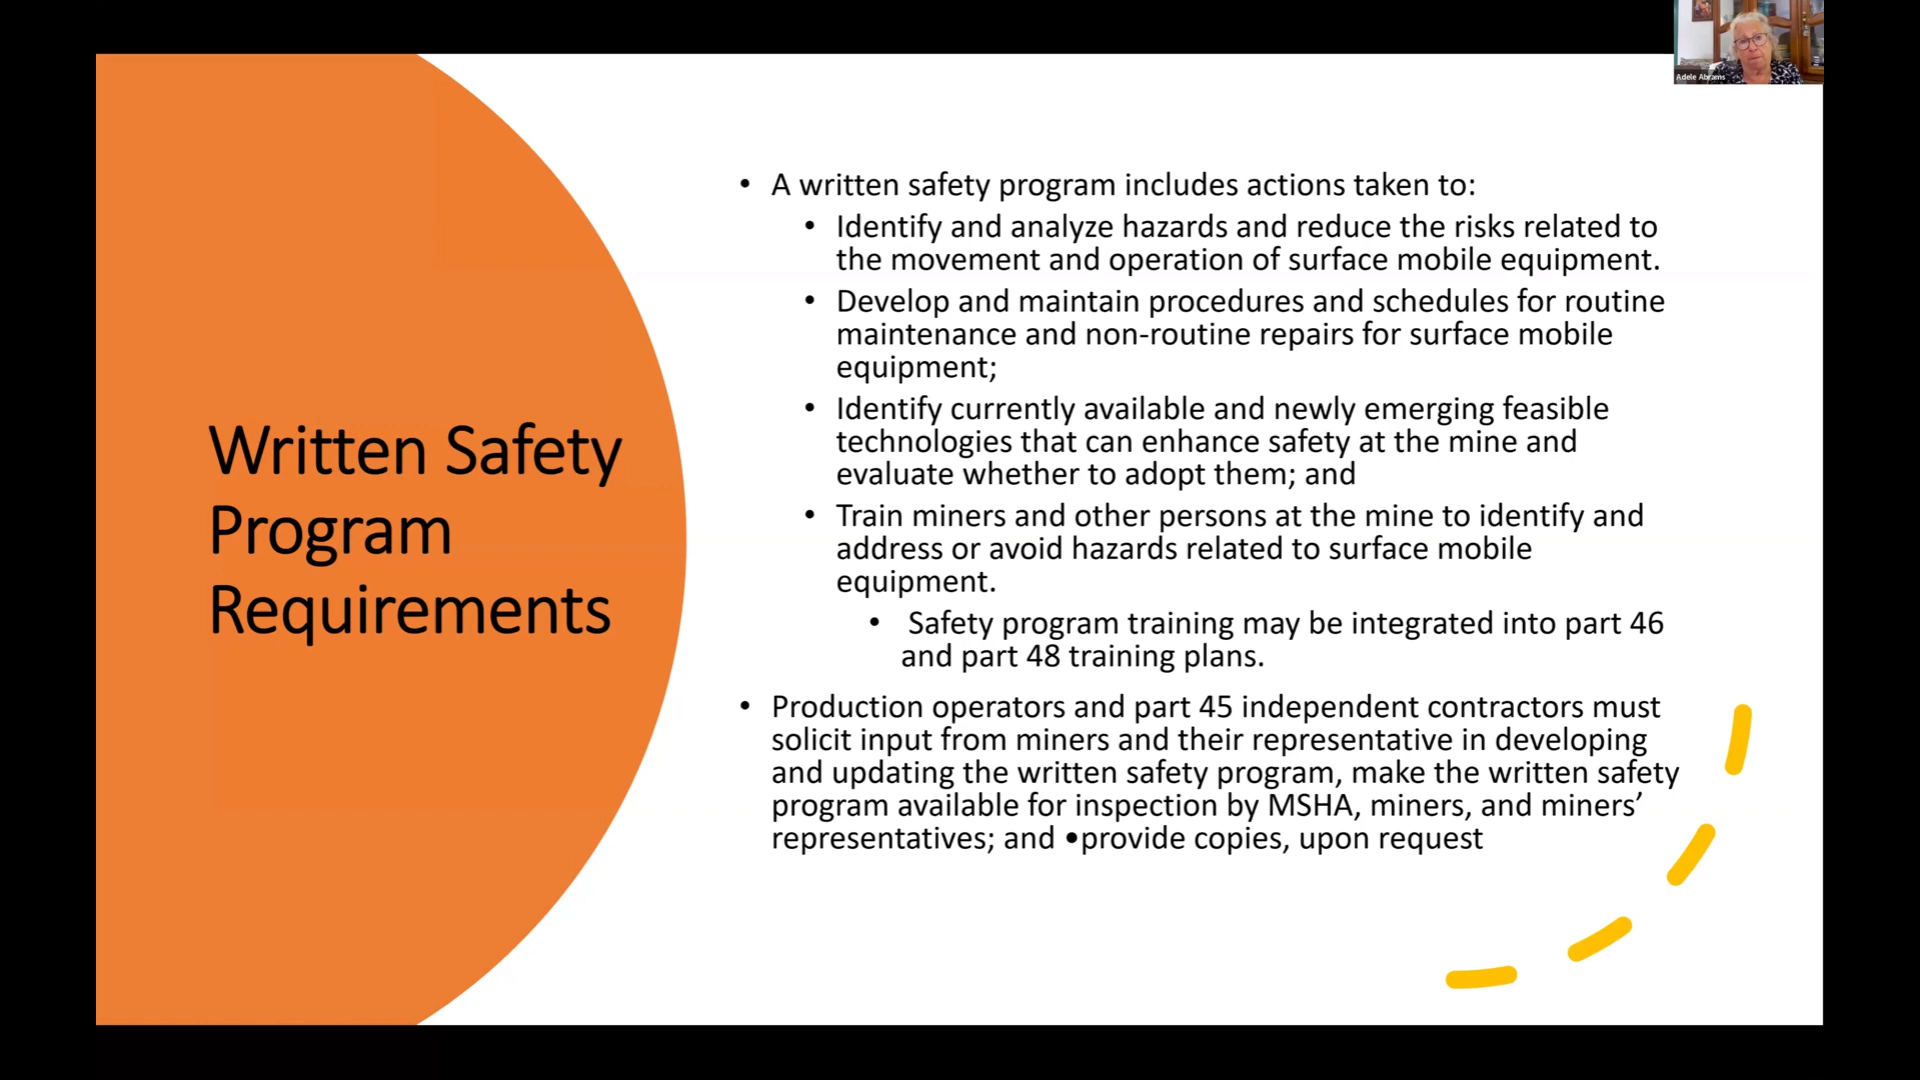 Adele Abrams
Written Safety
Program
Requirements
• A written safety program includes actions taken to:
• Identify and analyze hazards and reduce the risks related to
the movement and operation of surface mobile equipment.
• Develop and maintain procedures and schedules for routine
maintenance and non-routine repairs for surface mobile
equipment;
• Identify currently available and newly emerging feasible
technologies that can enhance safety at the mine and
evaluate whether to adopt them; and
• Train miners and other persons at the mine to identify and
address or avoid hazards related to surface mobile
equipment.
• Safety program training may be integrated into part 46
and part 48 training plans.
• Production operators and part 45 independent contractors must
solicit input from miners and their representative in developing
and updating the written safety program, make the written safety
program available for inspection by MSHA, miners, and miners’
representatives; and •provide copies, upon request